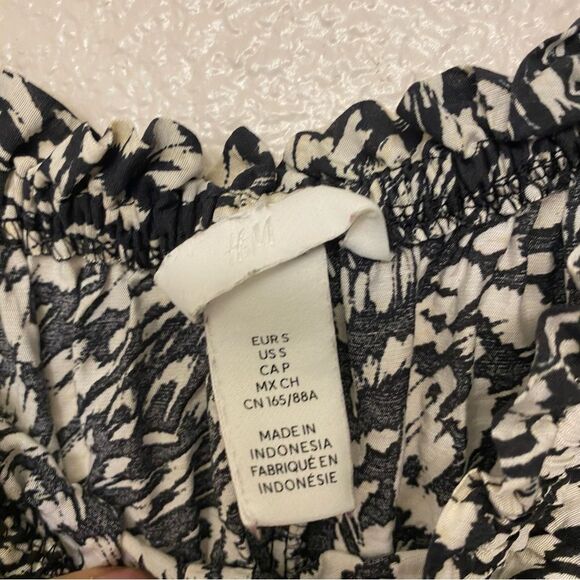 H&M
EUR S
US S
CA P
MX CH
CN 165/88A
MADE IN
INDONESIA
FABRIQUÉ EN
INDONÉSIE